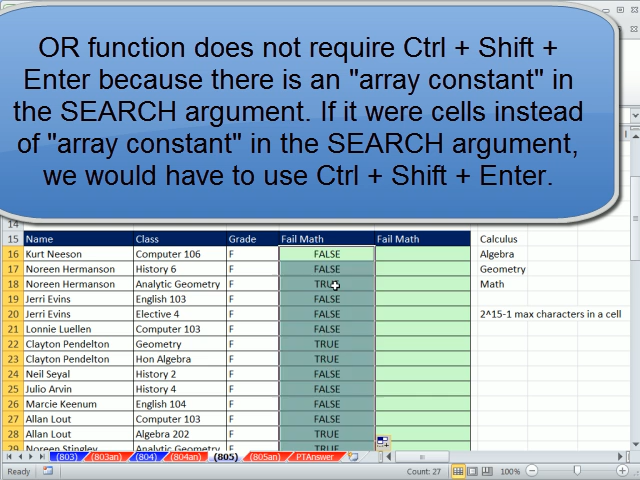 OR function does not require Ctrl + Shift +
Enter because there is an "array constant" in
the SEARCH argument. If it were cells instead
of "array constant" in the SEARCH argument,
we would have to use Ctrl + Shift + Enter.
14
15 Name Class Grade Fail Math Fail Math Calculus
16 Kurt Neeson Computer 106 F FALSE Algebra
17 Noreen Hermanson History 6 F FALSE Geometry
18 Noreen Hermanson Analytic Geometry F TRUE Math
19 Jerri Evins English 103 F FALSE
20 Jerri Evins Elective 4 F FALSE 2^15-1 max characters in a cell
21 Lonnie Luellen Computer 103 F FALSE
22 Clayton Pendelton Geometry F TRUE
23 Clayton Pendelton Hon Algebra F TRUE
24 Neil Seyal History 2 F FALSE
25 Julio Arvin History 4 F FALSE
26 Marcie Keenum English 104 F FALSE
27 Allan Lout Computer 103 F FALSE
28 Allan Lout Algebra 202 F TRUE
29 Noreen Stingley Analytic Geometry F TRUE
(803) (803an) (804) (804an) (805) (805an) PTAnswer
Ready Count: 27 100%